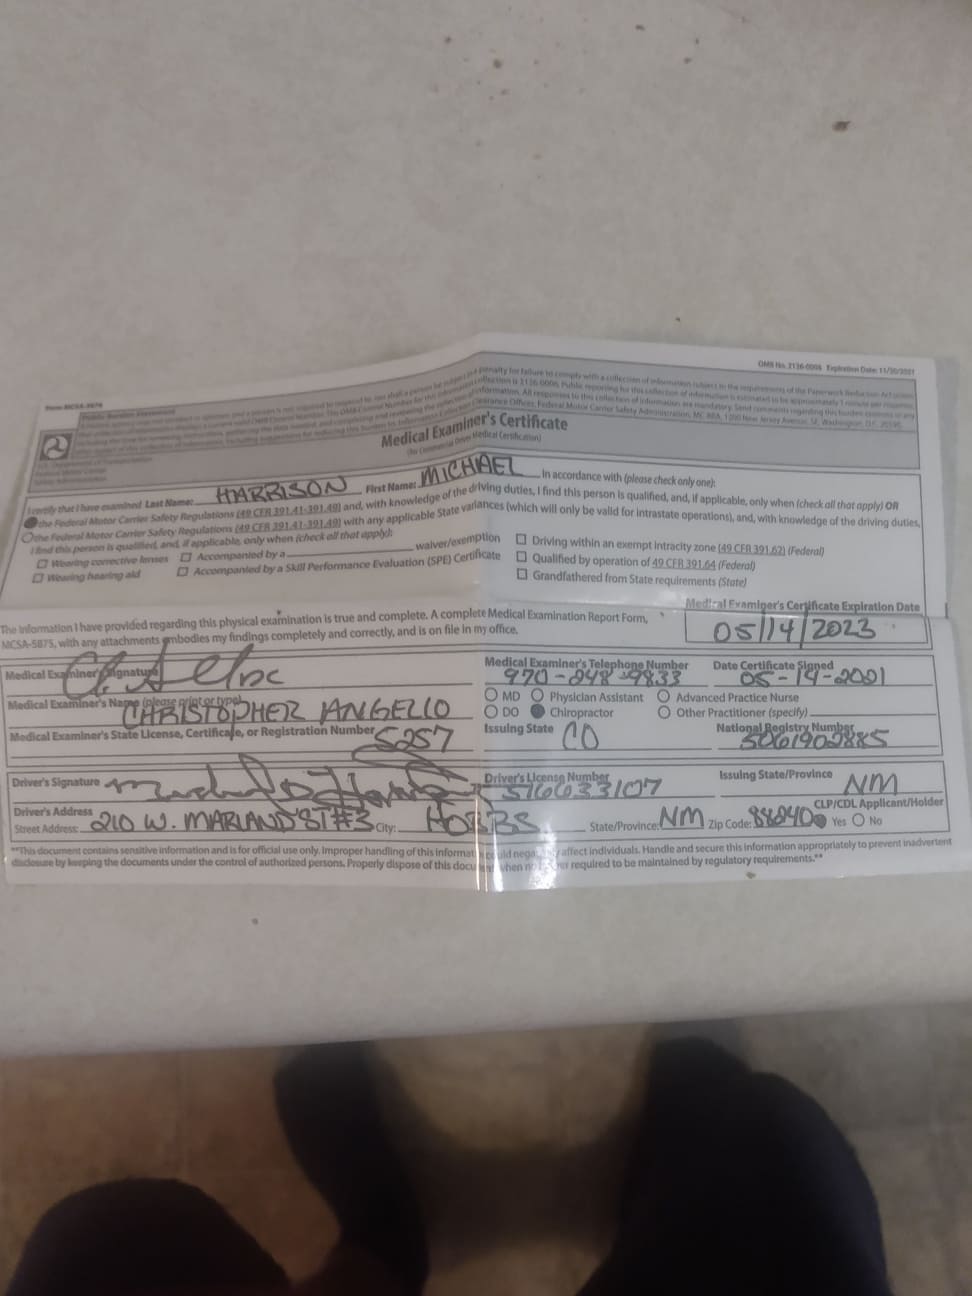 Form MCSA-5876
OMB No. 2126-0006 Expiration Date: 11/30/2021
Public Burden Statement
Medical Examiner's Certificate
(for Commercial Driver Medical Certification)
I certify that I have examined Last Name: HARRISON First Name: MICHAEL in accordance with (please check only one):
the Federal Motor Carrier Safety Regulations (49 CFR 391.41-391.49) and, with knowledge of the driving duties, I find this person is qualified, and, if applicable, only when (check all that apply) OR
the Federal Motor Carrier Safety Regulations (49 CFR 391.41-391.49) with any applicable State variances (which will only be valid for intrastate operations), and, with knowledge of the driving duties,
I find this person is qualified, and, if applicable, only when (check all that apply):
Wearing corrective lenses Accompanied by a waiver/exemption Driving within an exempt intracity zone (49 CFR 391.62) (Federal)
Wearing hearing aid Accompanied by a Skill Performance Evaluation (SPE) Certificate Qualified by operation of 49 CFR 391.64 (Federal)
Grandfathered from State requirements (State)
The information I have provided regarding this physical examination is true and complete. A complete Medical Examination Report Form,
MCSA-5875, with any attachments embodies my findings completely and correctly, and is on file in my office.
Medical Examiner's Certificate Expiration Date
05/14/2023
Medical Examiner's Signature
Medical Examiner's Telephone Number
970-248-9833
Date Certificate Signed
05-14-2021
Medical Examiner's Name (please print or type)
CHRISTOPHER ANGELLO
MD Physician Assistant Advanced Practice Nurse
DO Chiropractor Other Practitioner (specify)
Medical Examiner's State License, Certificate, or Registration Number
5257
Issuing State
CO
National Registry Number
5061902885
Driver's Signature
Driver's License Number
516633107
Issuing State/Province
NM
Driver's Address
Street Address: 210 W. MARLAND ST #3 City: HOBBS State/Province: NM Zip Code: 88240
CLP/CDL Applicant/Holder
Yes No
**This document contains sensitive information and is for official use only. Improper handling of this information could negatively affect individuals. Handle and secure this information appropriately to prevent inadvertent
disclosure by keeping the documents under the control of authorized persons. Properly dispose of this document when no longer required to be maintained by regulatory requirements.**